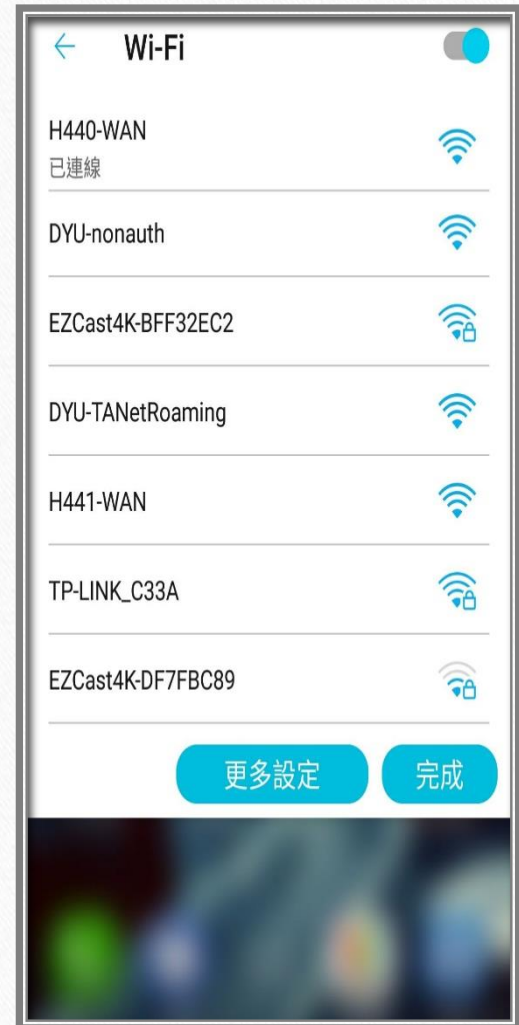 Wi-Fi
H440-WAN
已連線
DYU-nonauth
EZCast4K-BFF32EC2
DYU-TANetRoaming
H441-WAN
TP-LINK_C33A
EZCast4K-DF7FBC89
更多設定
完成